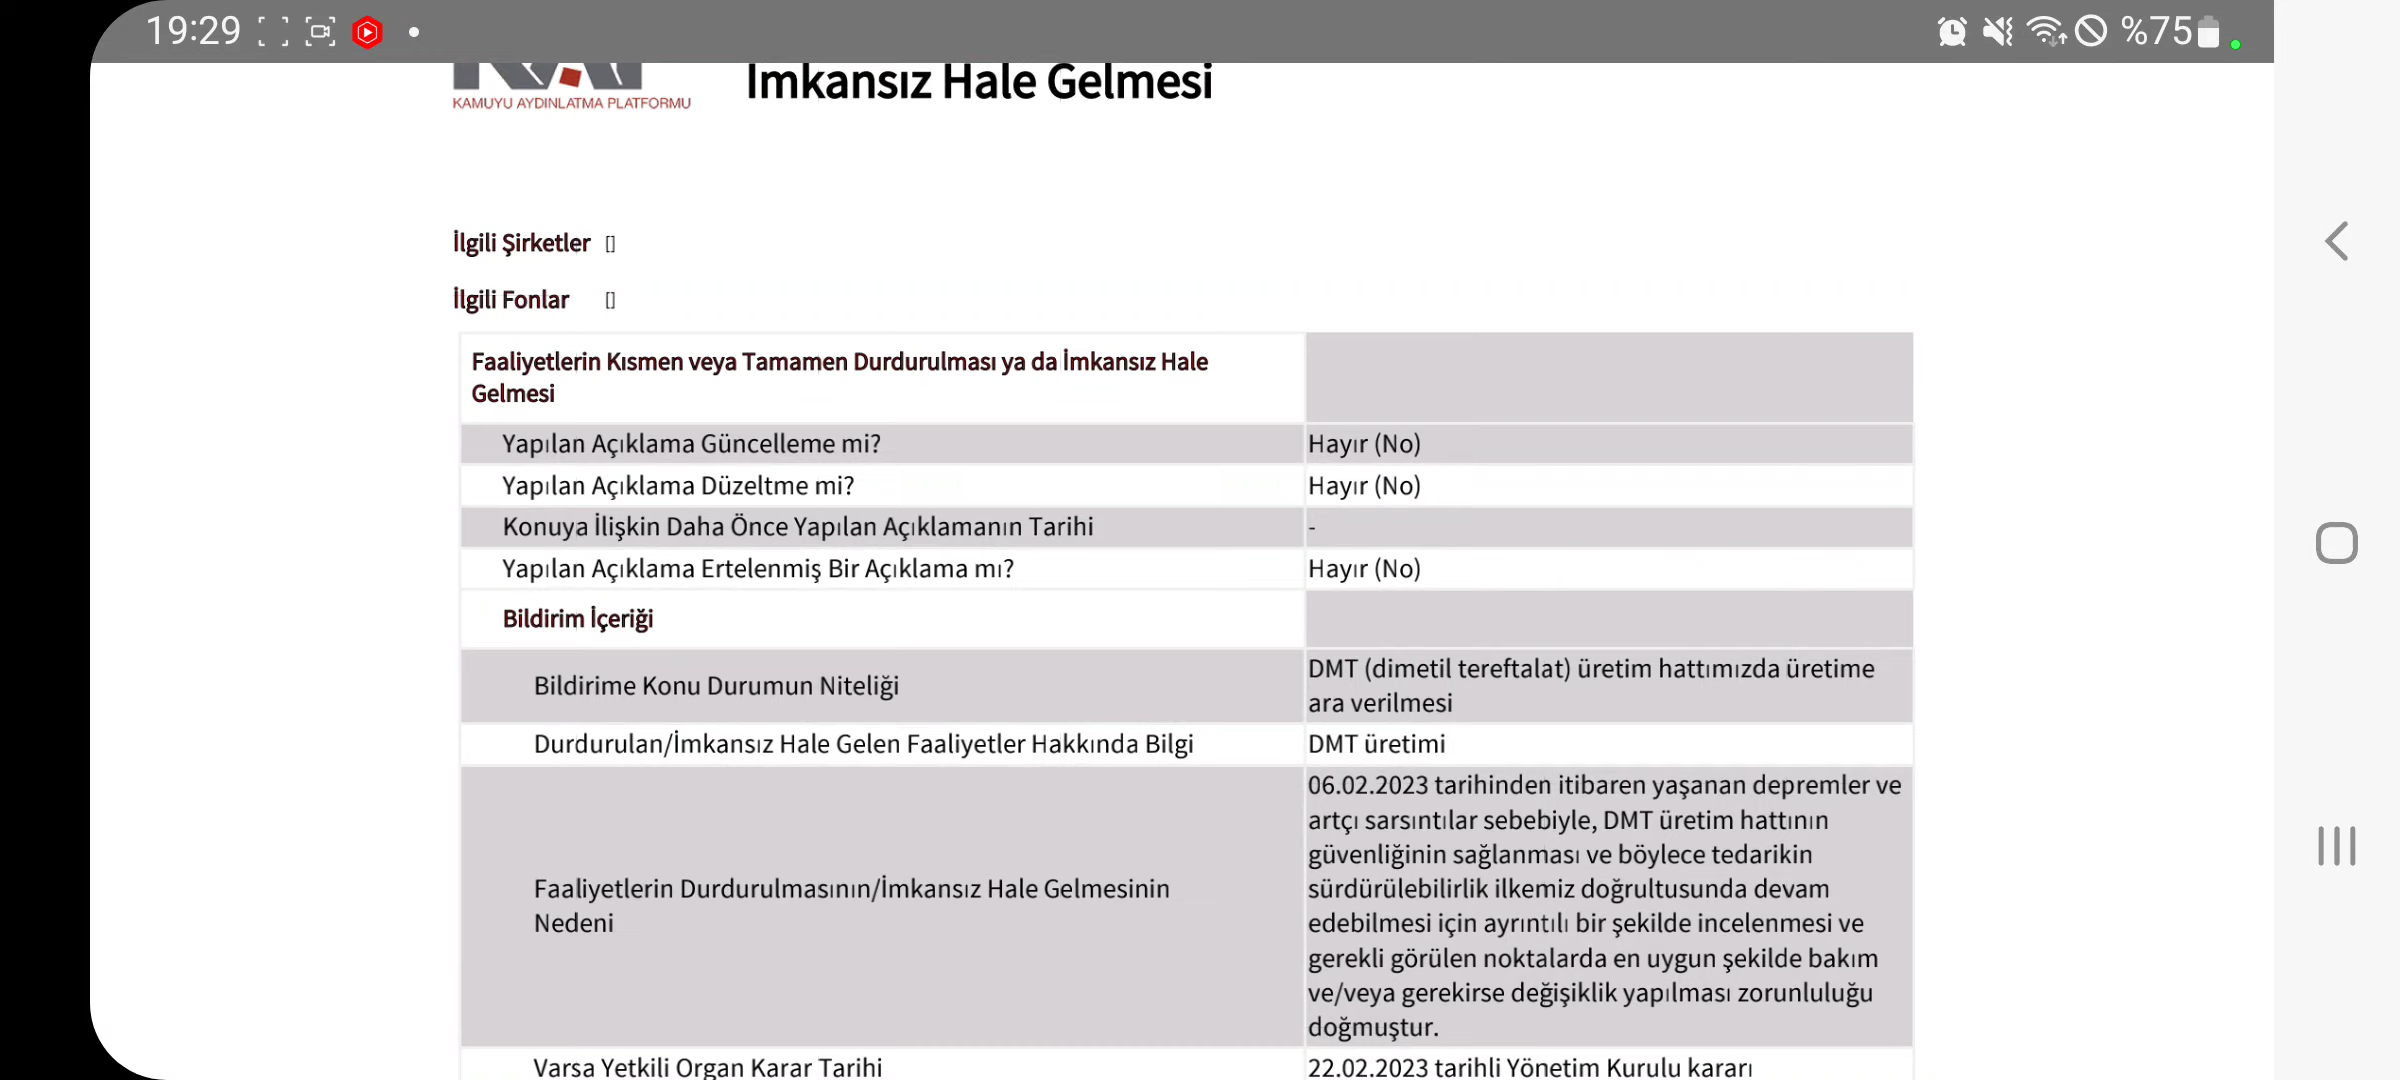 19:29
%75
KAMUYU AYDINLATMA PLATFORMU
İmkansız Hale Gelmesi
İlgili Şirketler []
İlgili Fonlar []
Faaliyetlerin Kısmen veya Tamamen Durdurulması ya da İmkansız Hale
Gelmesi
Yapılan Açıklama Güncelleme mi? Hayır (No)
Yapılan Açıklama Düzeltme mi? Hayır (No)
Konuya İlişkin Daha Önce Yapılan Açıklamanın Tarihi -
Yapılan Açıklama Ertelenmiş Bir Açıklama mı? Hayır (No)
Bildirim İçeriği
Bildirime Konu Durumun Niteliği
DMT (dimetil tereftalat) üretim hattımızda üretime
ara verilmesi
Durdurulan/İmkansız Hale Gelen Faaliyetler Hakkında Bilgi DMT üretimi
Faaliyetlerin Durdurulmasının/İmkansız Hale Gelmesinin
Nedeni
06.02.2023 tarihinden itibaren yaşanan depremler ve
artçı sarsıntılar sebebiyle, DMT üretim hattının
güvenliğinin sağlanması ve böylece tedarikin
sürdürülebilirlik ilkemiz doğrultusunda devam
edebilmesi için ayrıntılı bir şekilde incelenmesi ve
gerekli görülen noktalarda en uygun şekilde bakım
ve/veya gerekirse değişiklik yapılması zorunluluğu
doğmuştur.
Varsa Yetkili Organ Karar Tarihi 22.02.2023 tarihli Yönetim Kurulu kararı